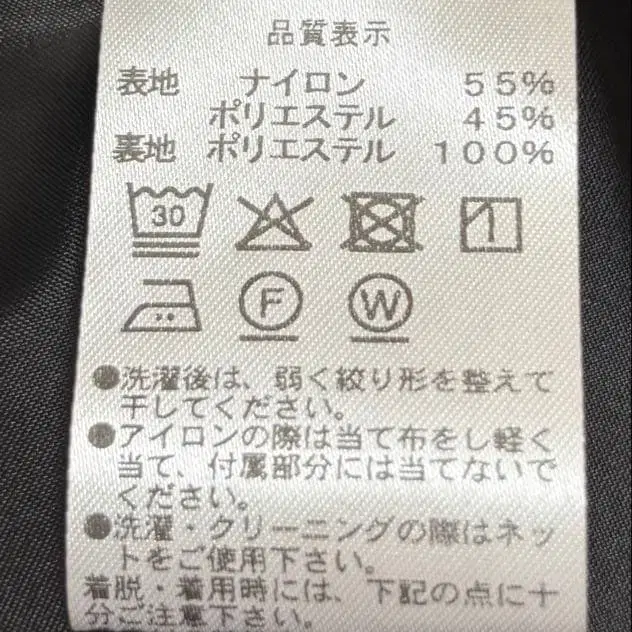 品質表示
表地 ナイロン 55%
ポリエステル 45%
裏地 ポリエステル 100%
30
F W
●洗濯後は、弱く絞り形を整えて
干してください。
●アイロンの際は当て布をし軽く
当て、付属部分には当てないで
ください。
●洗濯・クリーニングの際はネッ
トをご使用下さい。
着脱・着用時には、下記の点に十
分ご注意下さい。